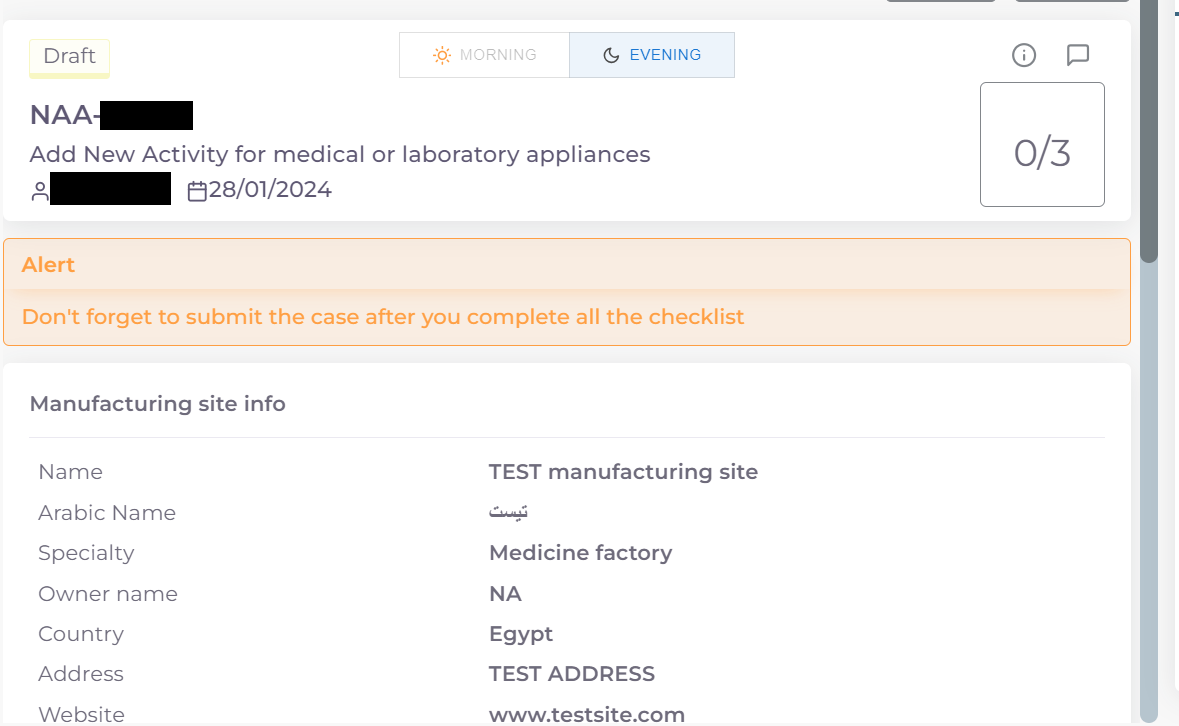 Draft
MORNING
EVENING
NAA-
0/3
Add New Activity for medical or laboratory appliances
28/01/2024
Alert
Don't forget to submit the case after you complete all the checklist
Manufacturing site info
Name TEST manufacturing site
Arabic Name تيست
Specialty Medicine factory
Owner name NA
Country Egypt
Address TEST ADDRESS
Website www.testsite.com